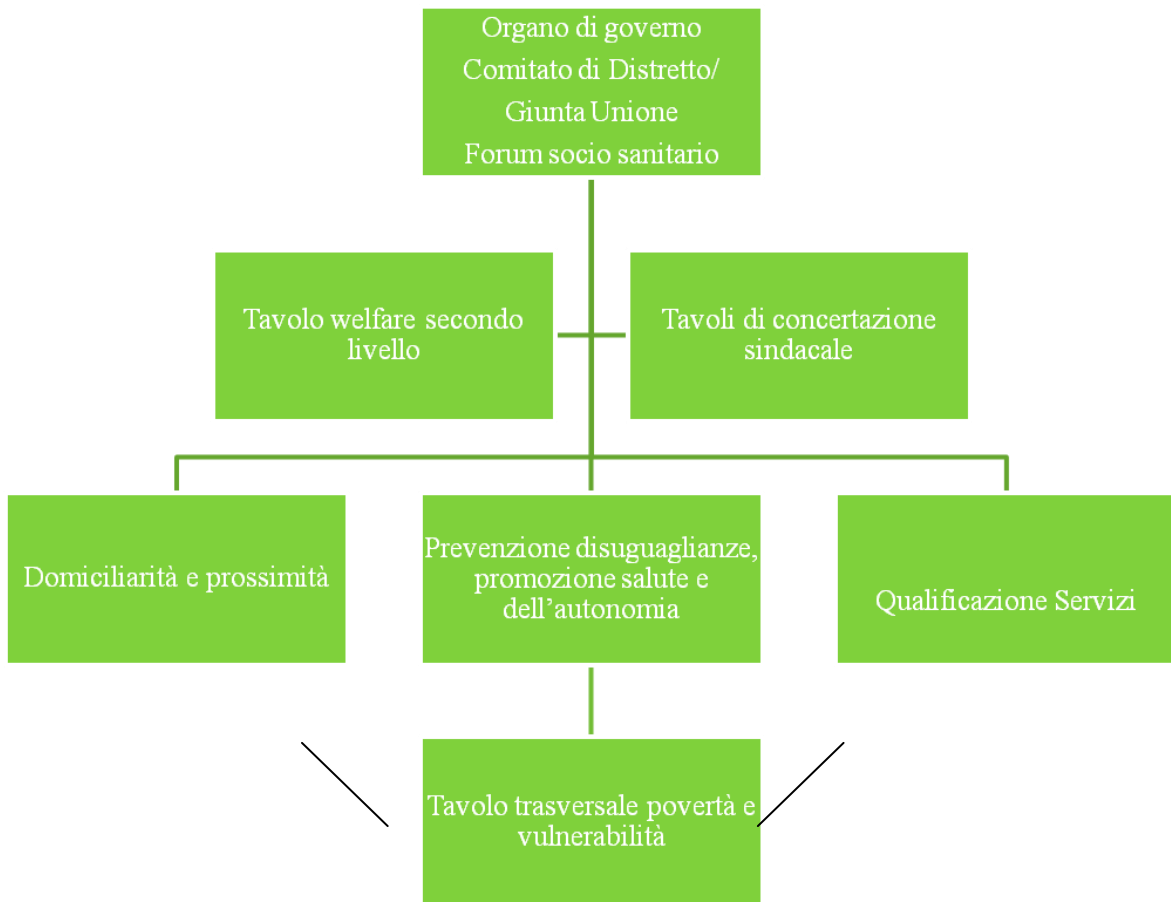 Organo di governo
Comitato di Distretto/
Giunta Unione
Forum socio sanitario
Tavolo welfare secondo
livello
Tavoli di concertazione
sindacale
Domiciliarità e prossimità
Prevenzione disuguaglianze,
promozione salute e
dell’autonomia
Qualificazione Servizi
Tavolo trasversale povertà e
vulnerabilità